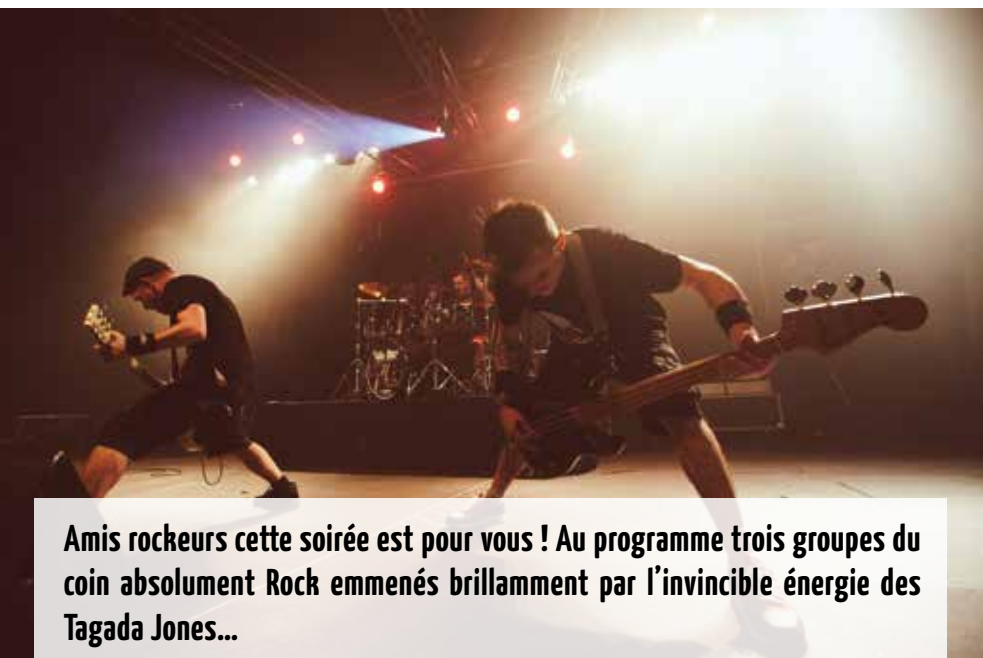 Amis rockeurs cette soirée est pour vous ! Au programme trois groupes du
coin absolument Rock emmenés brillamment par l’invincible énergie des
Tagada Jones...